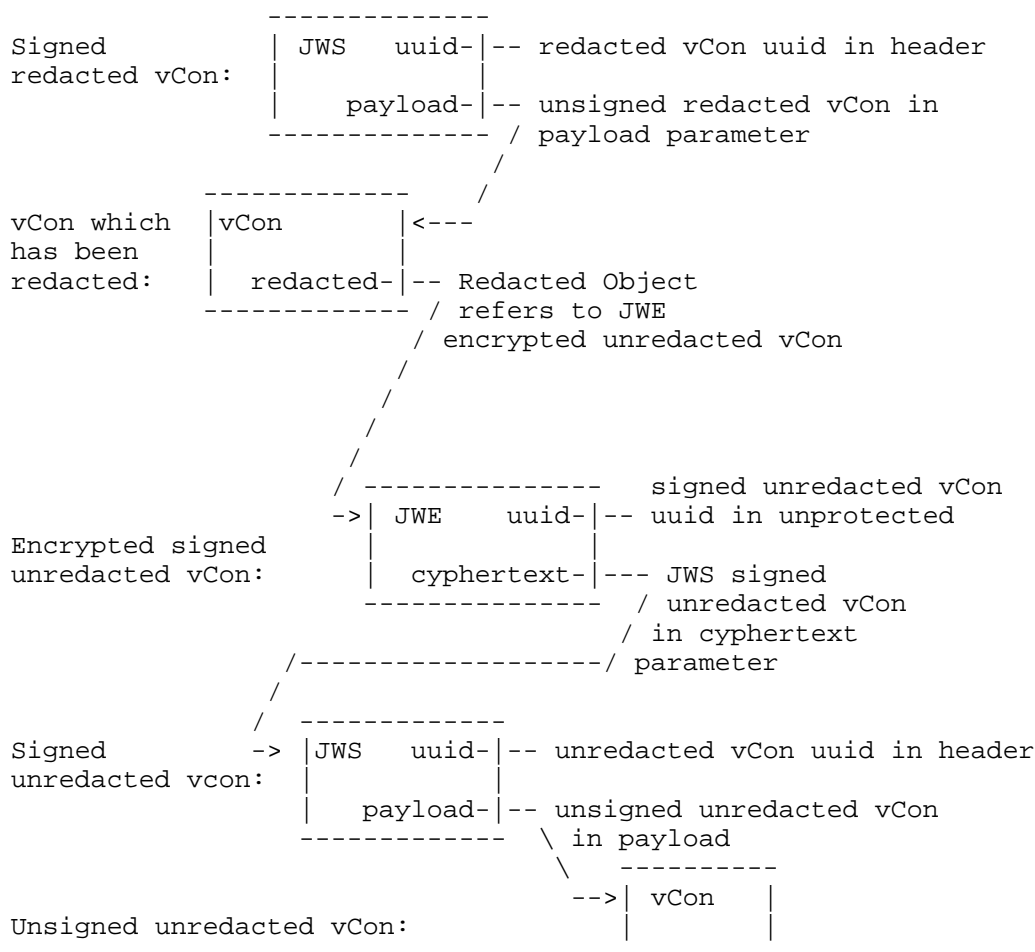 --------------
Signed         | JWS   uuid-|-- redacted vCon uuid in header
redacted vCon: |            |
               |    payload-|-- unsigned redacted vCon in
               -------------- / payload parameter
                             /
            -------------   /
vCon which  |vCon       |<---
has been    |           |
redacted:   |  redacted-|-- Redacted Object
            ------------- / refers to JWE
                         / encrypted unredacted vCon
                        /
                       /
                      /
                     /
                    / ---------------   signed unredacted vCon
                    ->| JWE    uuid-|-- uuid in unprotected
Encrypted signed      |             |
unredacted vCon:      |  cyphertext-|--- JWS signed
                      ---------------  / unredacted vCon
                                      / in cyphertext
                 /-------------------/ parameter
                /
               /  -------------
Signed         -> |JWS   uuid-|-- unredacted vCon uuid in header
unredacted vcon:  |           |
                  |   payload-|-- unsigned unredacted vCon
                  -------------  \ in payload
                                  \   ----------
                                   -->| vCon   |
Unsigned unredacted vCon:             |        |